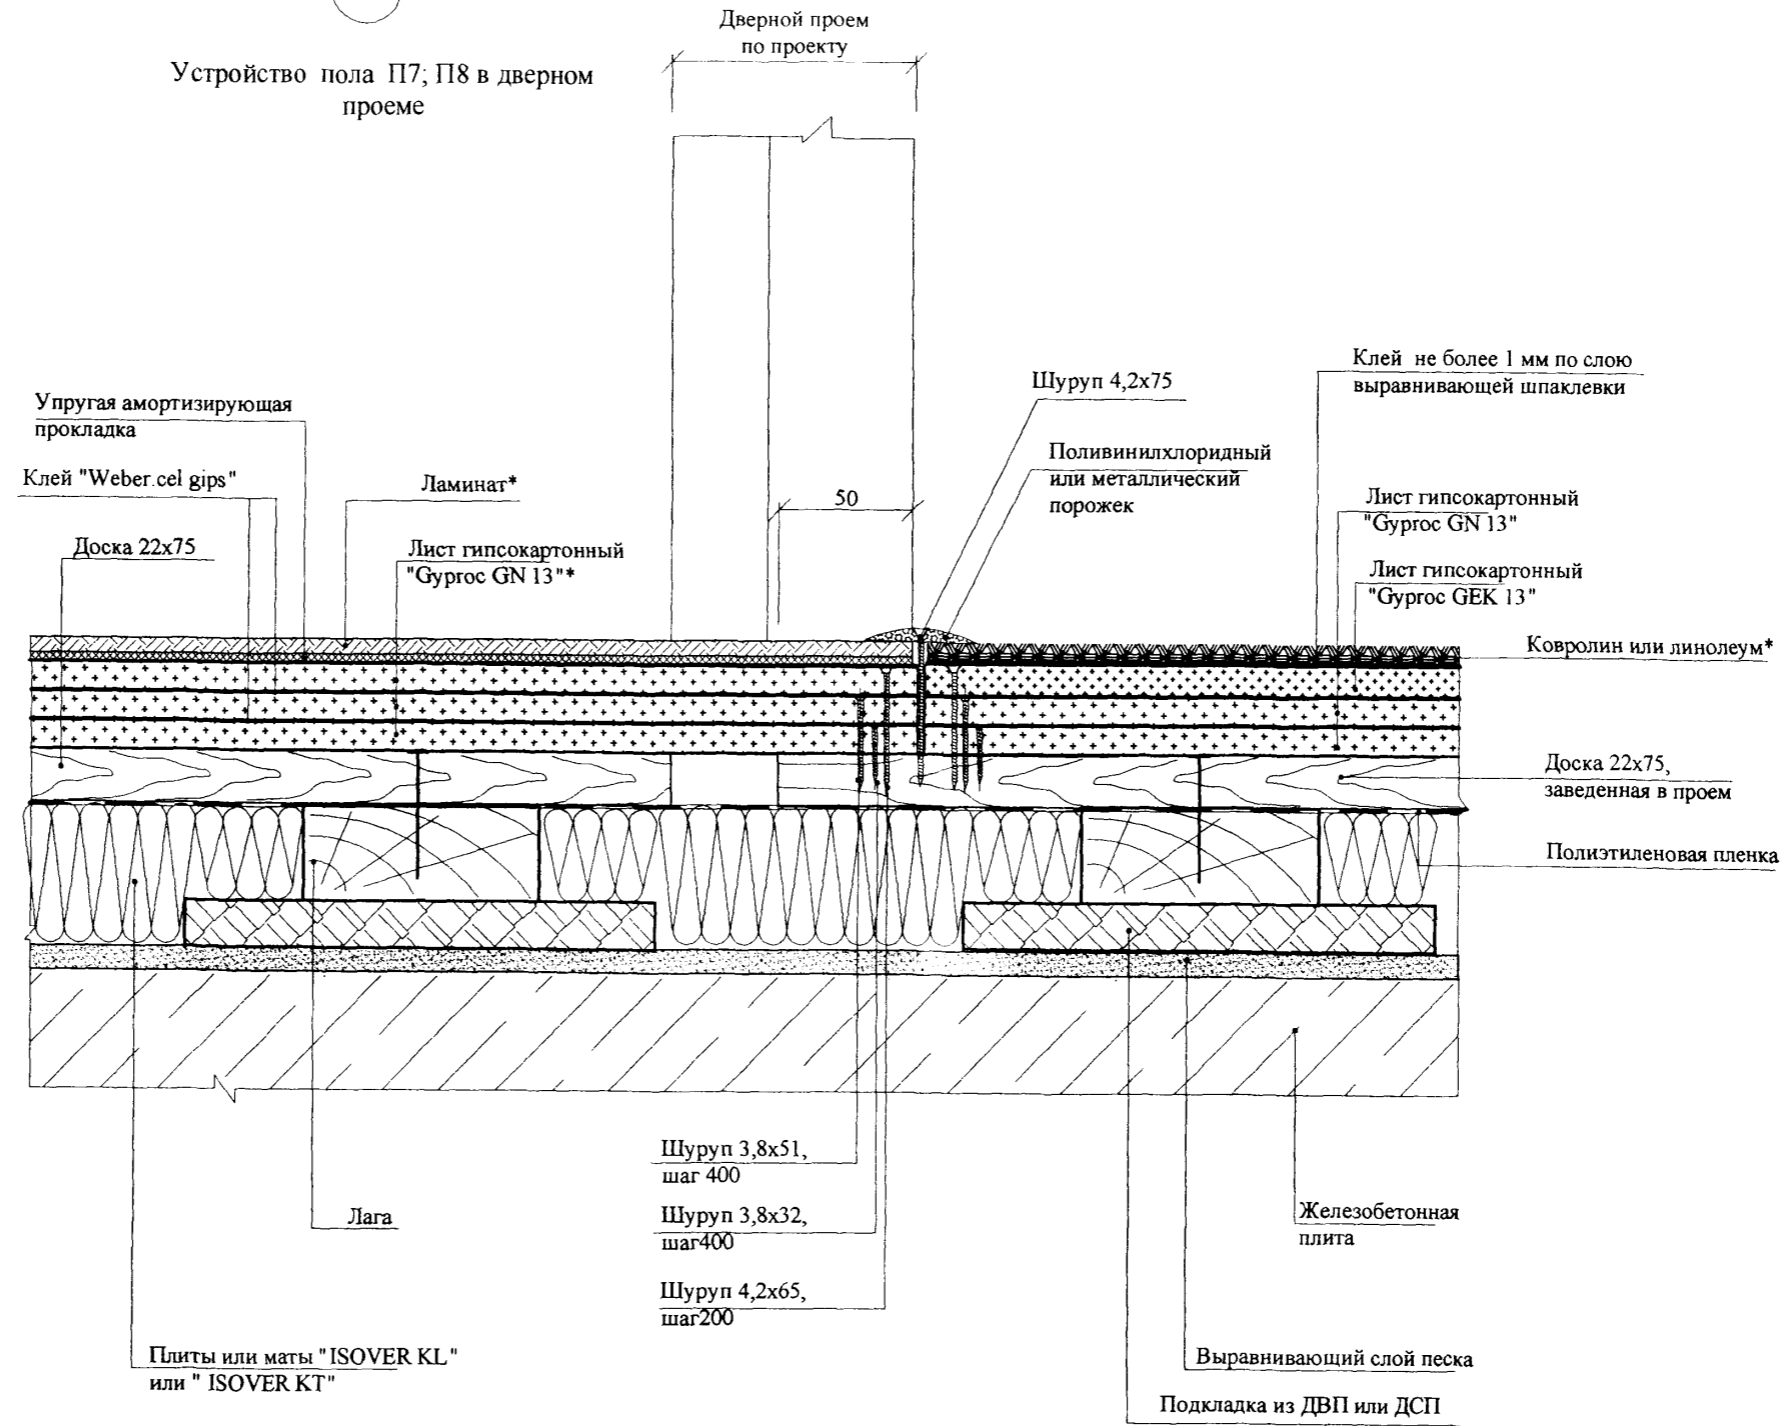 Дверной проем
по проекту
Устройство пола П7; П8 в дверном
проеме
Клей не более 1 мм по слою
выравнивающей шпаклевки
Шуруп 4,2х75
Упругая амортизирующая
прокладка
Поливинилхлоридный
или металлический
порожек
Клей "Weber.cel gips"
Ламинат*
50
Лист гипсокартонный
"Gyproc GN 13"
Доска 22х75
Лист гипсокартонный
"Gyproc GN 13"*
Лист гипсокартонный
"Gyproc GEK 13"
Ковролин или линолеум*
Доска 22х75,
заведенная в проем
Полиэтиленовая пленка
Шуруп 3,8х51,
шаг 400
Лага
Шуруп 3,8х32,
шаг400
Железобетонная
плита
Шуруп 4,2х65,
шаг200
Плиты или маты "ISOVER KL"
или " ISOVER KT"
Выравнивающий слой песка
Подкладка из ДВП или ДСП